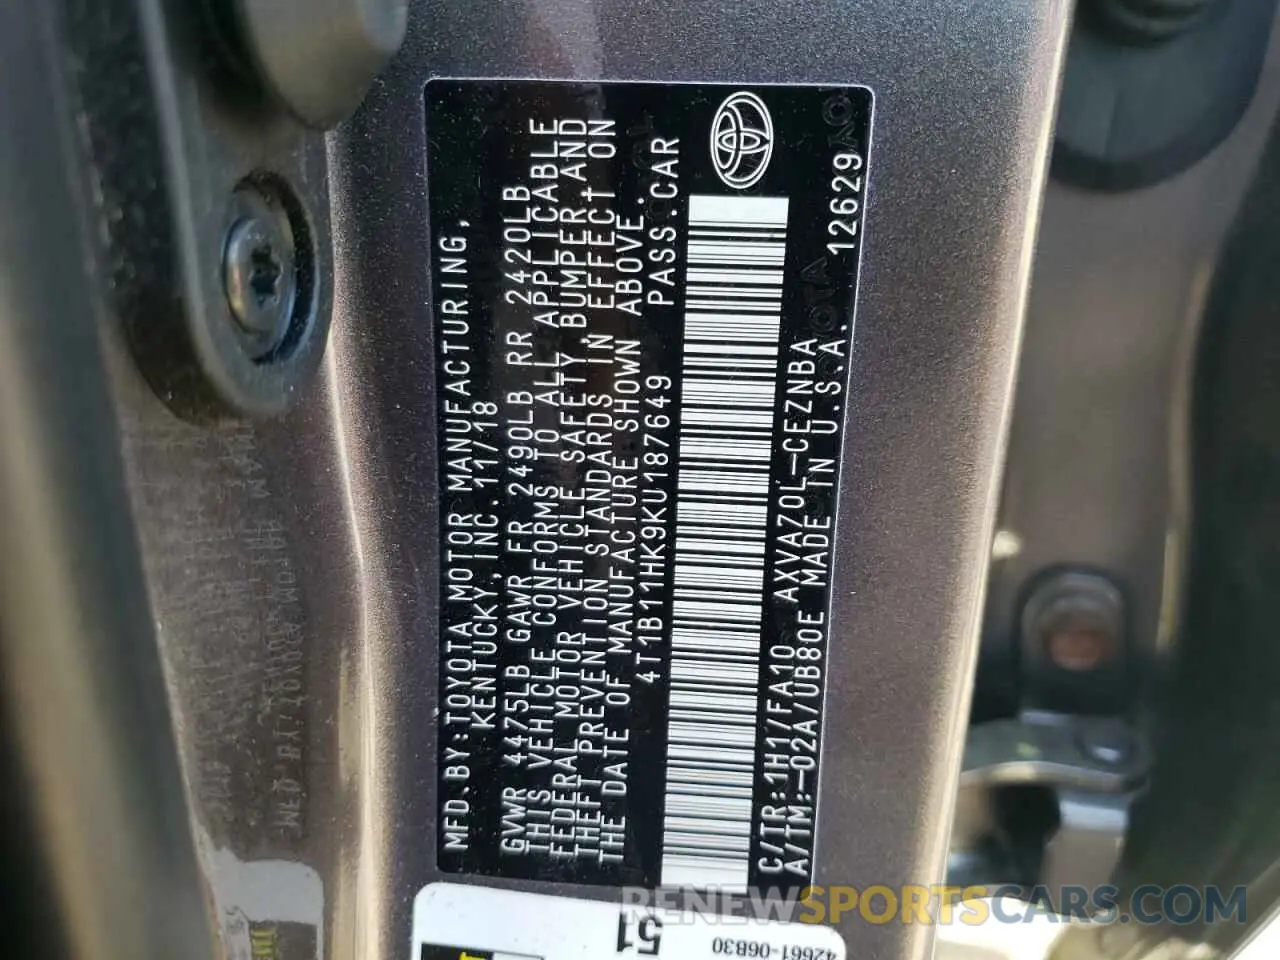 MFD.BY:TOYOTA MOTOR MANUFACTURING,
KENTUCKY,INC. 11/18
GVWR 4475LB GAWR FR 2490LB RR 2420LB
THIS VEHICLE CONFORMS TO ALL APPLICABLE
FEDERAL MOTOR VEHICLE SAFETY,BUMPER,AND
THEFT PREVENTION STANDARDS IN EFFECT ON
THE DATE OF MANUFACTURE SHOWN ABOVE.
4T1B11HK9KU187649 PASS.CAR
C/TR:1H1/FA10 AXVA70L-CEZNBA
A/TM:-02A/UB80E MADE IN U.S.A. 12629
51
42661-06B30
RENEWSPORTSCARS.COM